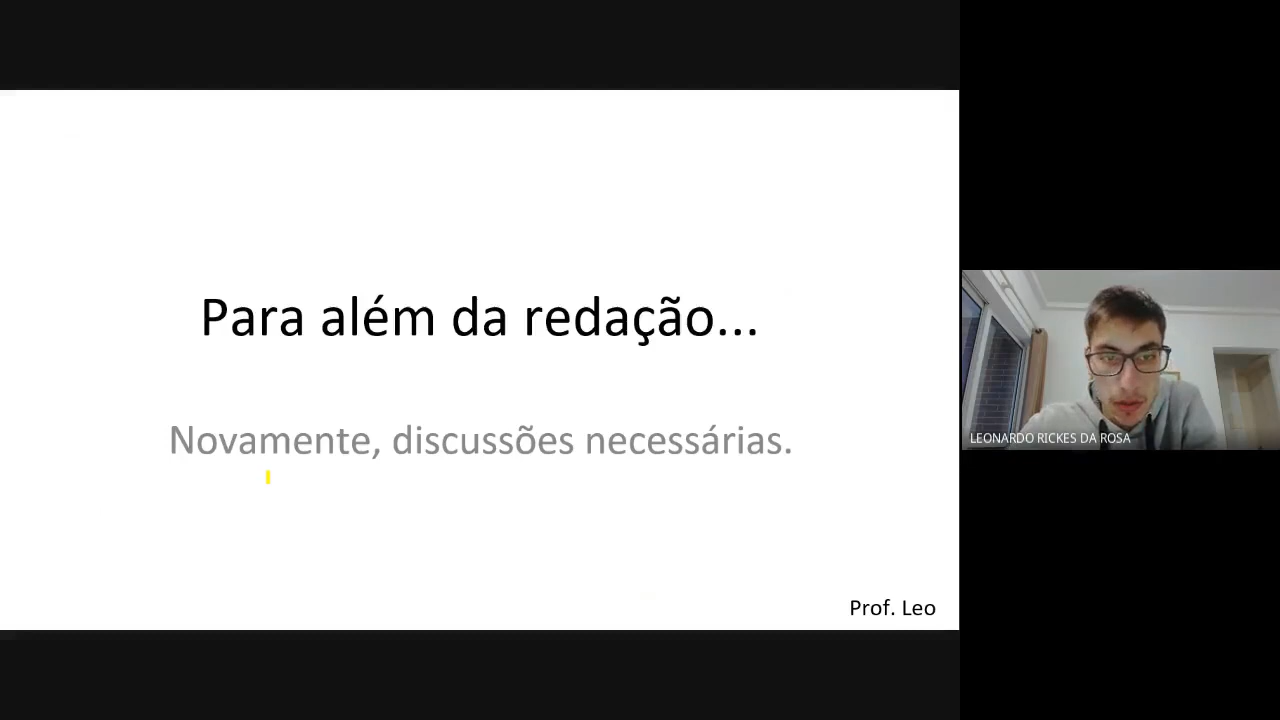 Para além da redação...
Novamente, discussões necessárias.
Prof. Leo
LEONARDO RICKES DA ROSA